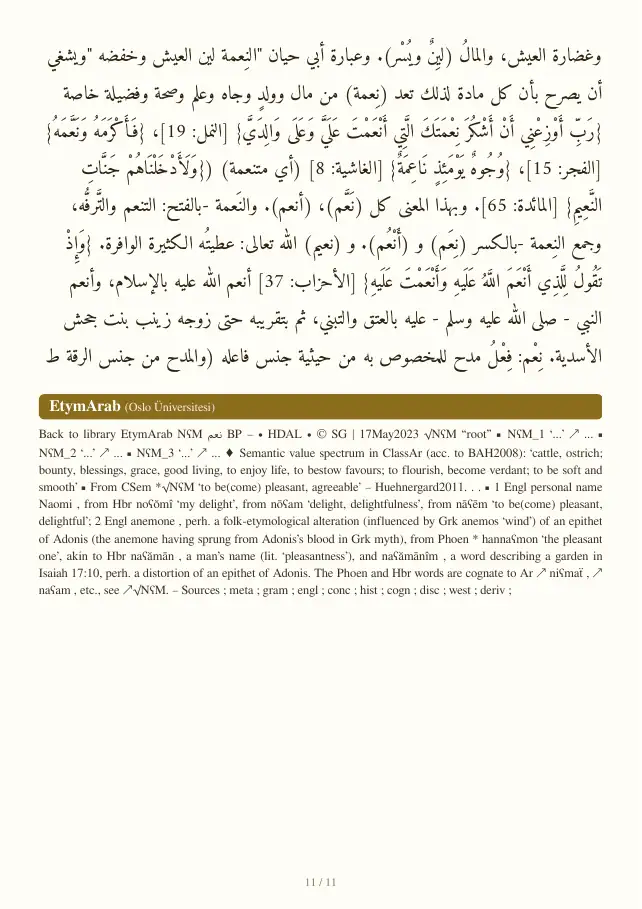 وغضارة العيش، والمالُ (لينٌ ويُسْر). وعبارة أبي حيان "النِعمة لين العيش وخفضه "ويشغي
أن يصرح بأن كل مادة لذلك تعد (نِعمة) من مال وولدٍ وجاه وعلم وصحة وفضيلة خاصة
{رَبِّ أَوْزِعْنِي أَنْ أَشْكُرَ نِعْمَتَكَ الَّتِي أَنْعَمْتَ عَلَيَّ وَعَلَى وَالِدَيَّ} [النمل: 19]، {فَأَكْرَمَهُ وَنَعَّمَهُ}
[الفجر: 15]، {وُجُوهٌ يَوْمَئِذٍ نَاعِمَةٌ} [الغاشية: 8] (أي متنعمة) ({وَلَأَدْخَلْنَاهُمْ جَنَّاتِ
النَّعِيمِ} [المائدة: 65]. وبهذا المعنى كل (نَعَّم)، (أنعم). والنَعمة -بالفتح: التنعم والتَّرفُّه،
وجمع النِعمة -بالكسر (نِعَم) و (أَنْعُم). و (نعيم) الله تعالى: عطيتُه الكثيرة الوافرة. {وَإِذْ
تَقُولُ لِلَّذِي أَنْعَمَ اللَّهُ عَلَيْهِ وَأَنْعَمْتَ عَلَيْهِ} [الأحزاب: 37] أنعم الله عليه بالإسلام، وأنعم
النبي - صلى الله عليه وسلم - عليه بالعتق والتبني، ثم بتقريبه حتى زوجه زينب بنت جحش
الأسدية. نِعْم: فِعْلُ مدح للمخصوص به من حيثية جنس فاعله (والمدح من جنس الرقة ط
EtymArab (Oslo Üniversitesi)
Back to library EtymArab NʕM نعم BP – • HDAL • © SG | 17May2023 √NʕM “root” ▪ NʕM_1 ‘...’ ↗ ... ▪
NʕM_2 ‘...’ ↗ ... ▪ NʕM_3 ‘...’ ↗ ... ♦ Semantic value spectrum in ClassAr (acc. to BAH2008): ‘cattle, ostrich;
bounty, blessings, grace, good living, to enjoy life, to bestow favours; to flourish, become verdant; to be soft and
smooth’ ▪ From CSem *√NʕM ‘to be(come) pleasant, agreeable’ – Huehnergard2011. . . ▪ 1 Engl personal name
Naomi , from Hbr noʕŏmî ‘my delight’, from nōʕam ‘delight, delightfulness’, from nāʕēm ‘to be(come) pleasant,
delightful’; 2 Engl anemone , perh. a folk-etymological alteration (influenced by Grk anemos ‘wind’) of an epithet
of Adonis (the anemone having sprung from Adonis’s blood in Grk myth), from Phoen * hannaʕmon ‘the pleasant
one’, akin to Hbr naʕămān , a man’s name (lit. ‘pleasantness’), and naʕămānîm , a word describing a garden in
Isaiah 17:10, perh. a distortion of an epithet of Adonis. The Phoen and Hbr words are cognate to Ar ↗ niʕmaẗ , ↗
naʕam , etc., see ↗√NʕM. – Sources ; meta ; gram ; engl ; conc ; hist ; cogn ; disc ; west ; deriv ;
11 / 11